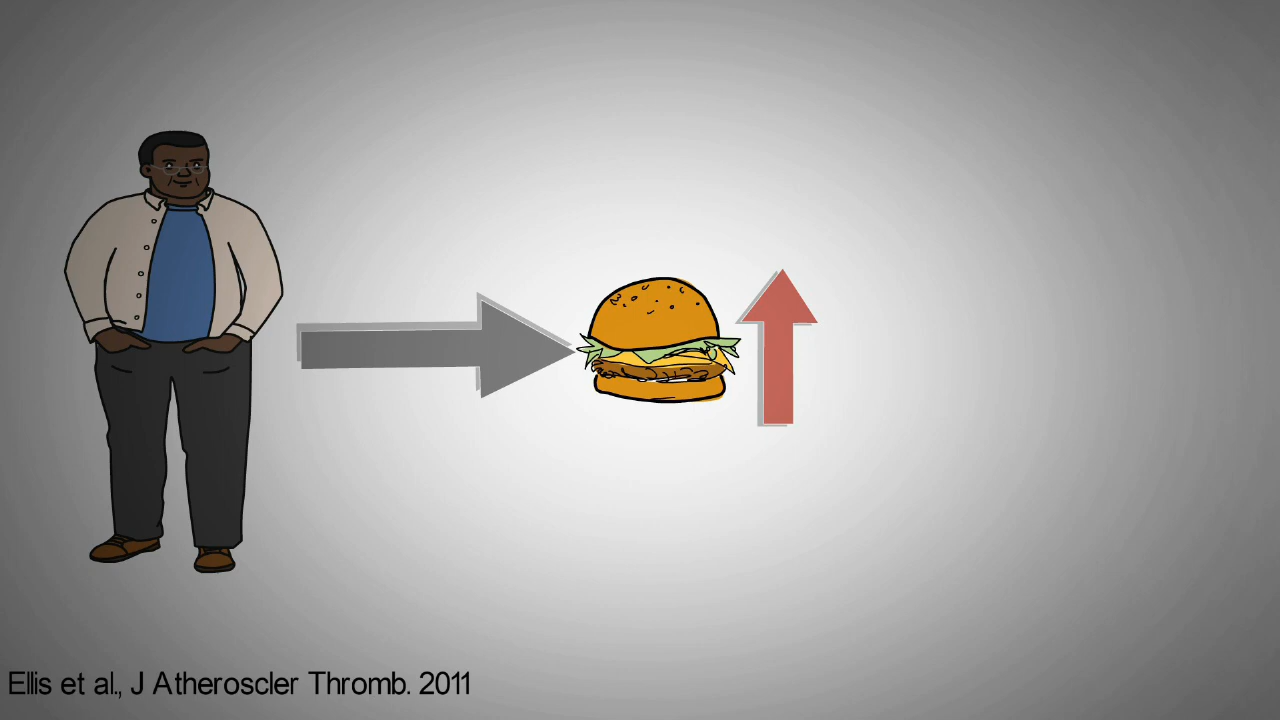 Ellis et al., J Atheroscler Thromb. 2011